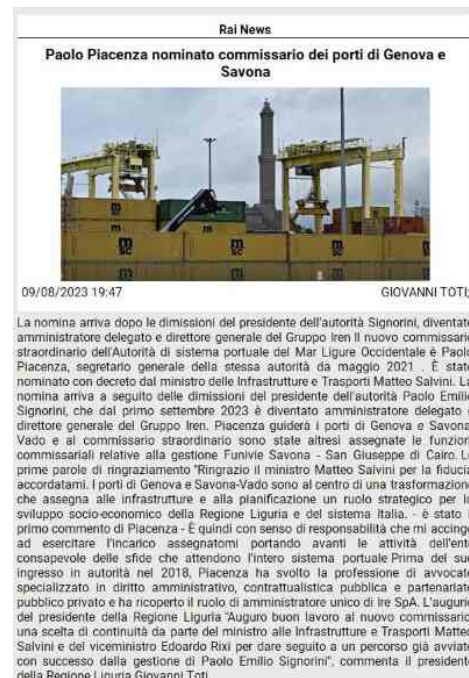 Rai News
Paolo Piacenza nominato commissario dei porti di Genova e
Savona
m
sc
m
sc
m
sc
m
sc
09/08/2023 19:47
GIOVANNI TOTI;
La nomina arriva dopo le dimissioni del presidente dell'autorità Signorini, diventato
amministratore delegato e direttore generale del Gruppo Iren Il nuovo commissario
straordinario dell'Autorità di sistema portuale del Mar Ligure Occidentale è Paolo
Piacenza, segretario generale della stessa autorità da maggio 2021 . È stato
nominato con decreto dal ministro delle Infrastrutture e Trasporti Matteo Salvini. La
nomina arriva a seguito delle dimissioni del presidente dell'autorità Paolo Emilio
Signorini, che dal primo settembre 2023 è diventato amministratore delegato e
direttore generale del Gruppo Iren. Piacenza guiderà i porti di Genova e Savona-
Vado e al commissario straordinario sono state altresì assegnate le funzioni
commissariali relative alla gestione Funivie Savona - San Giuseppe di Cairo. Le
prime parole di ringraziamento "Ringrazio il ministro Matteo Salvini per la fiducia
accordatami. I porti di Genova e Savona-Vado sono al centro di una trasformazione
che assegna alle infrastrutture e alla pianificazione un ruolo strategico per lo
sviluppo socio-economico della Regione Liguria e del sistema Italia. - è stato il
primo commento di Piacenza - È quindi con senso di responsabilità che mi accingo
ad esercitare l'incarico assegnatomi portando avanti le attività dell'ente
consapevole delle sfide che attendono l'intero sistema portuale Prima del suo
ingresso in autorità nel 2018, Piacenza ha svolto la professione di avvocato
specializzato in diritto amministrativo, contrattualistica pubblica e partenariato
pubblico privato e ha ricoperto il ruolo di amministratore unico di Ire SpA. L'augurio
del presidente della Regione Liguria "Auguro buon lavoro al nuovo commissario,
una scelta di continuità da parte del ministro alle Infrastrutture e Trasporti Matteo
Salvini e del viceministro Edoardo Rixi per dare seguito a un percorso già avviato
con successo dalla gestione di Paolo Emilio Signorini", commenta il presidente
della Regione Liguria Giovanni Toti.